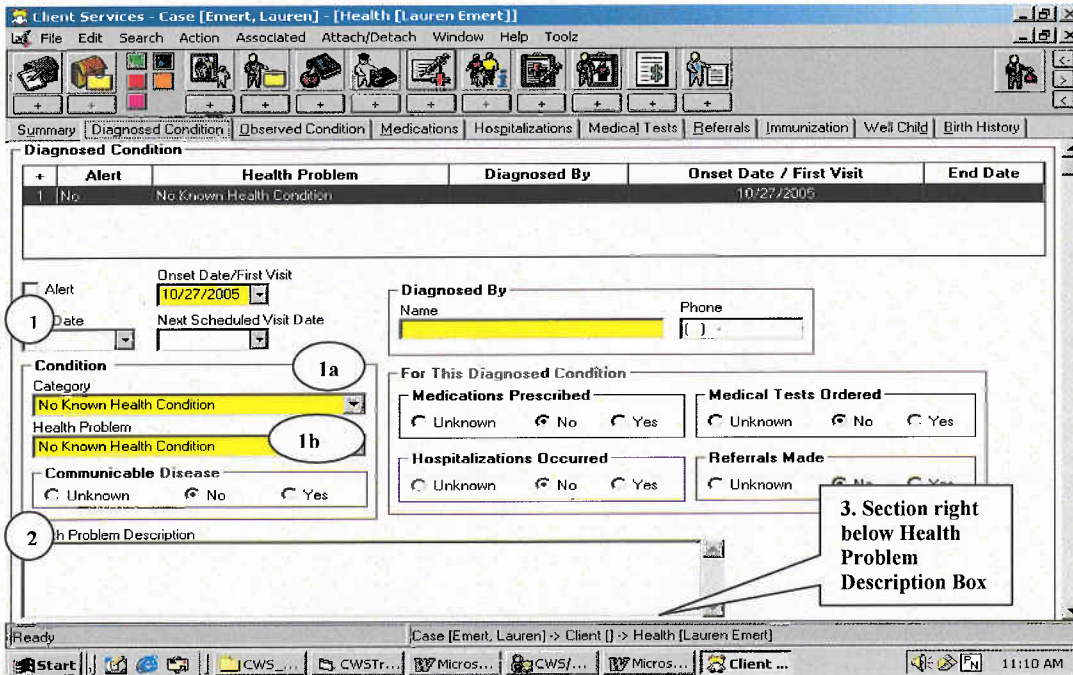 Client Services - Case [Emert, Lauren] - [Health [Lauren Emert]]
File Edit Search Action Associated Attach/Detach Window Help Toolz
+ + + + + + + + + + +
Summary Diagnosed Condition Observed Condition Medications Hospitalizations Medical Tests Referrals Immunization Well Child Birth History
Diagnosed Condition
+ Alert Health Problem Diagnosed By Onset Date / First Visit End Date
1 No No Known Health Condition 10/27/2005
Alert
Onset Date/First Visit
10/27/2005
1 Date
Next Scheduled Visit Date
Diagnosed By
Name
Phone
( ) -
Condition
1a
Category
No Known Health Condition
Health Problem
No Known Health Condition
1b
Communicable Disease
Unknown No Yes
For This Diagnosed Condition
Medications Prescribed
Unknown No Yes
Medical Tests Ordered
Unknown No Yes
Hospitalizations Occurred
Unknown No Yes
Referrals Made
Unknown No Yes
2 h Problem Description
3. Section right
below Health
Problem
Description Box
Ready
Case [Emert, Lauren] -> Client [] -> Health [Lauren Emert]
Start CWS_... CWSTr... Micros... CWS/... Micros... Client ... 11:10 AM